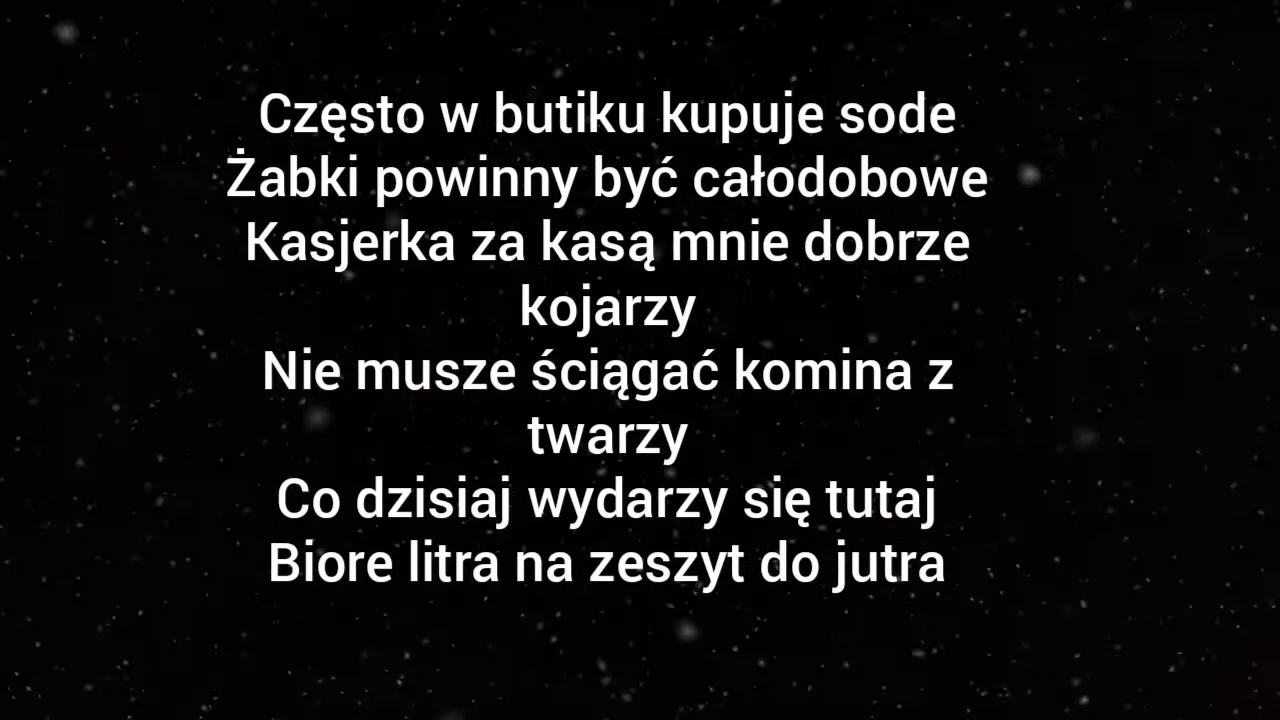 Często w butiku kupuje sode
Żabki powinny być całodobowe
Kasjerka za kasą mnie dobrze
kojarzy
Nie musze ściągać komina z
twarzy
Co dzisiaj wydarzy się tutaj
Biore litra na zeszyt do jutra